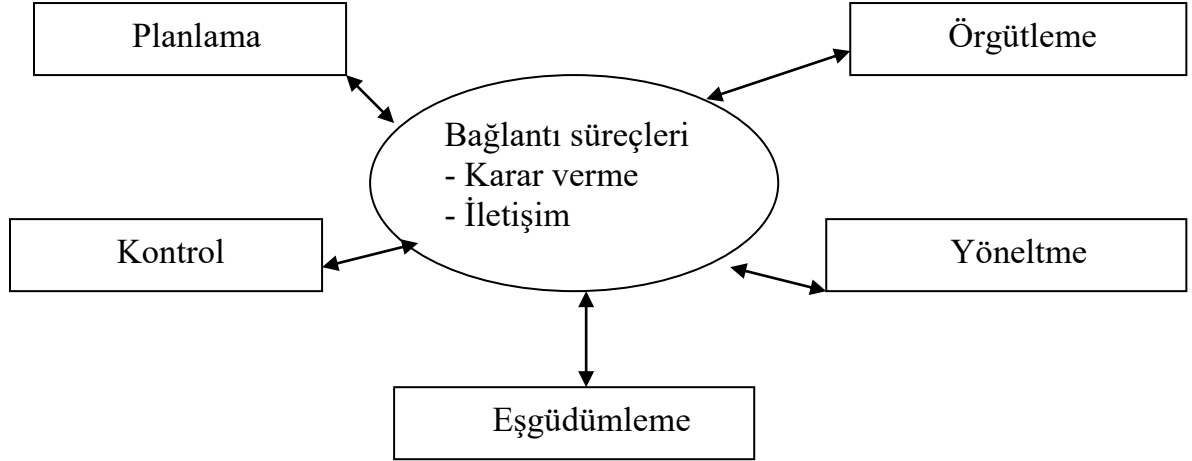 Planlama
Örgütleme
Bağlantı süreçleri
- Karar verme
- İletişim
Kontrol
Yöneltme
Eşgüdümleme